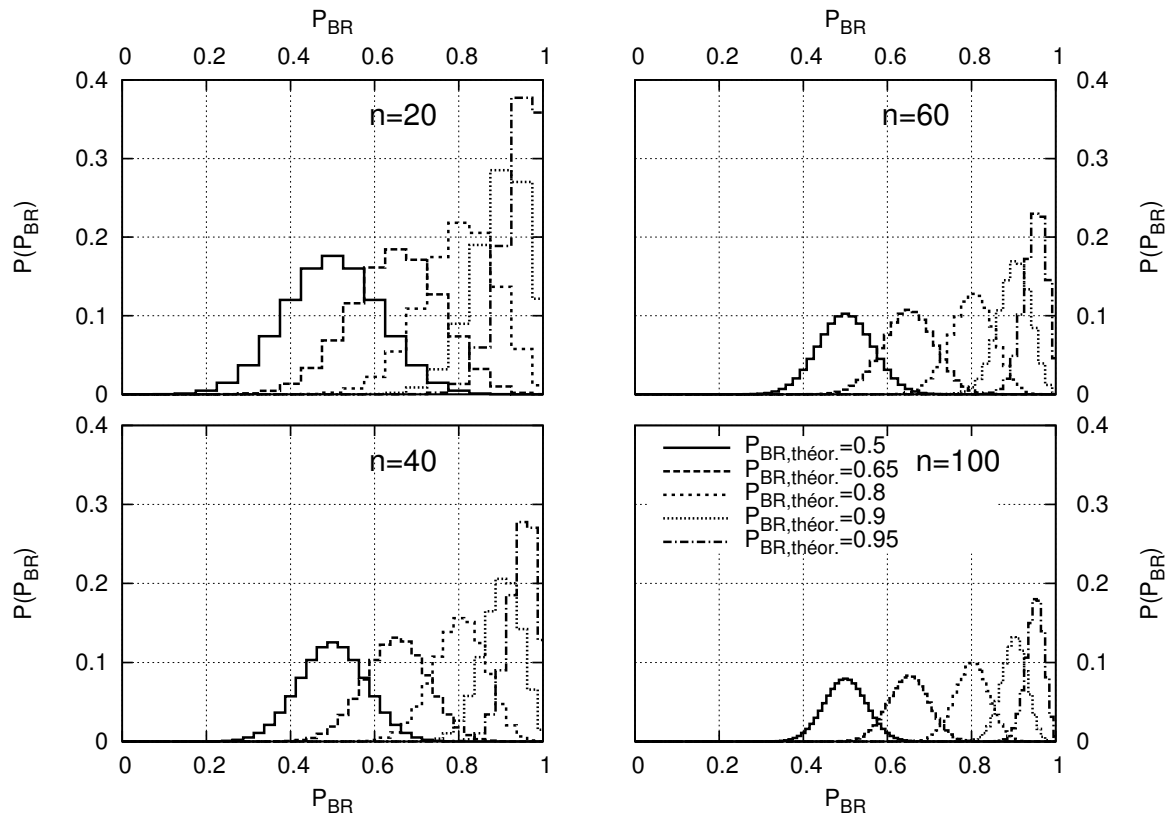 P_BR P_BR
0 0.2 0.4 0.6 0.8 1 0 0.2 0.4 0.6 0.8 1
0.4 n=20 n=60 0.4
0.3 0.3
P(P_BR) 0.2 0.2 P(P_BR)
0.1 0.1
0 0
0.4 n=40 P_BR,théor.=0.5 n=100 0.4
P_BR,théor.=0.65
0.3 P_BR,théor.=0.8 0.3
P_BR,théor.=0.9
P(P_BR) 0.2 P_BR,théor.=0.95 0.2 P(P_BR)
0.1 0.1
0 0
0 0.2 0.4 0.6 0.8 1 0 0.2 0.4 0.6 0.8 1
P_BR P_BR